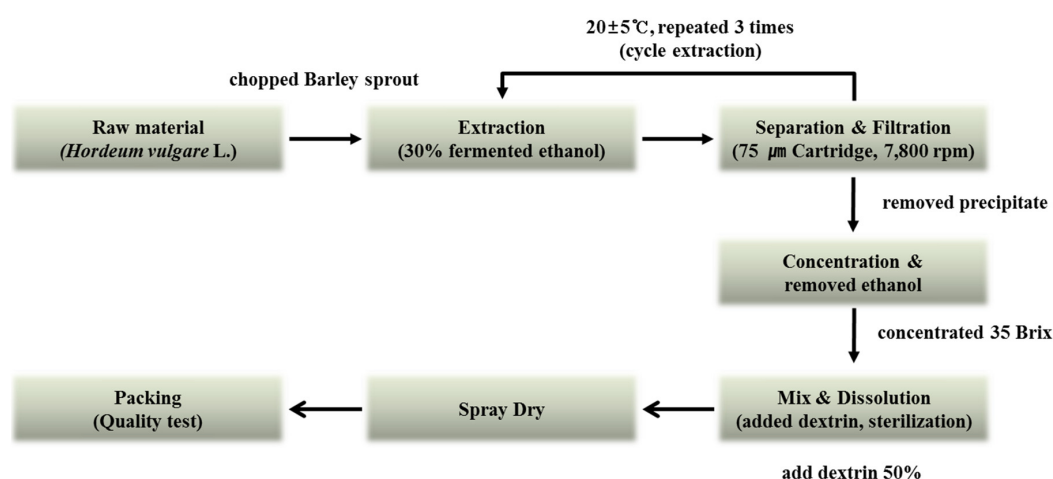 20±5℃, repeated 3 times
(cycle extraction)
chopped Barley sprout
Raw material
(Hordeum vulgare L.)
Extraction
(30% fermented ethanol)
Separation & Filtration
(75 ㎛ Cartridge, 7,800 rpm)
removed precipitate
Concentration &
removed ethanol
concentrated 35 Brix
Mix & Dissolution
(added dextrin, sterilization)
add dextrin 50%
Spray Dry
Packing
(Quality test)